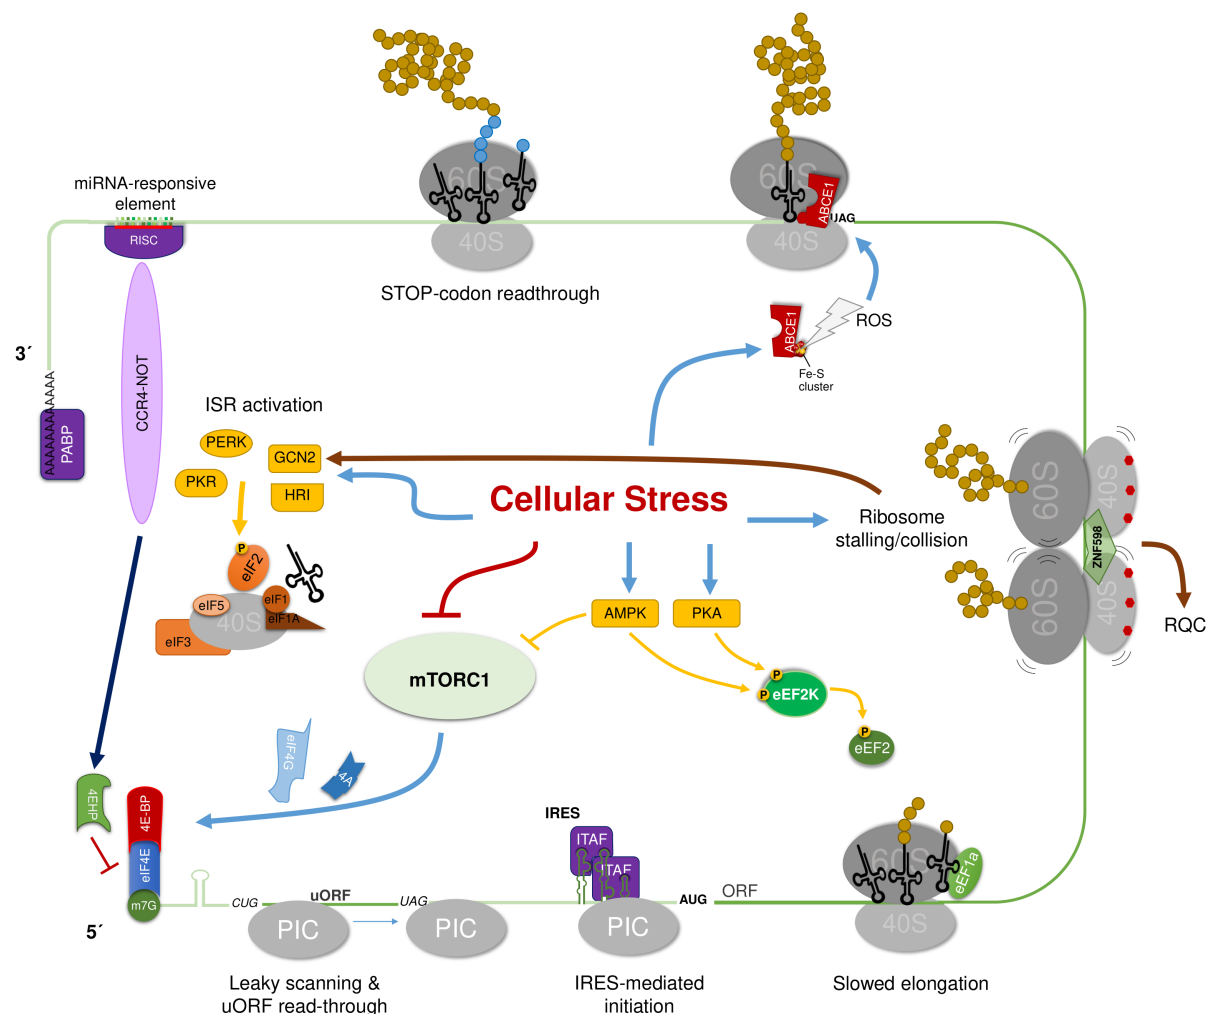 miRNA-responsive
element
RISC
60S
40S
STOP-codon readthrough
60S
ABCE1
UAG
40S
ABCE1
ROS
Fe-S
cluster
3´
AAAAAAAAAAAAA
PABP
CCR4-NOT
ISR activation
PERK
GCN2
PKR
HRI
P
eIF2
eIF5
eIF1
eIF1A
40S
eIF3
Cellular Stress
Ribosome
stalling/collision
60S
40S
ZNF598
60S
40S
RQC
AMPK
PKA
mTORC1
P
P
eEF2K
P
eEF2
eIF4G
4A
4EHP
4E-BP
eIF4E
m7G
5´
CUG
uORF
UAG
PIC
PIC
Leaky scanning &
uORF read-through
IRES
ITAF
ITAF
PIC
IRES-mediated
initiation
AUG
ORF
60S
eEF1a
40S
Slowed elongation